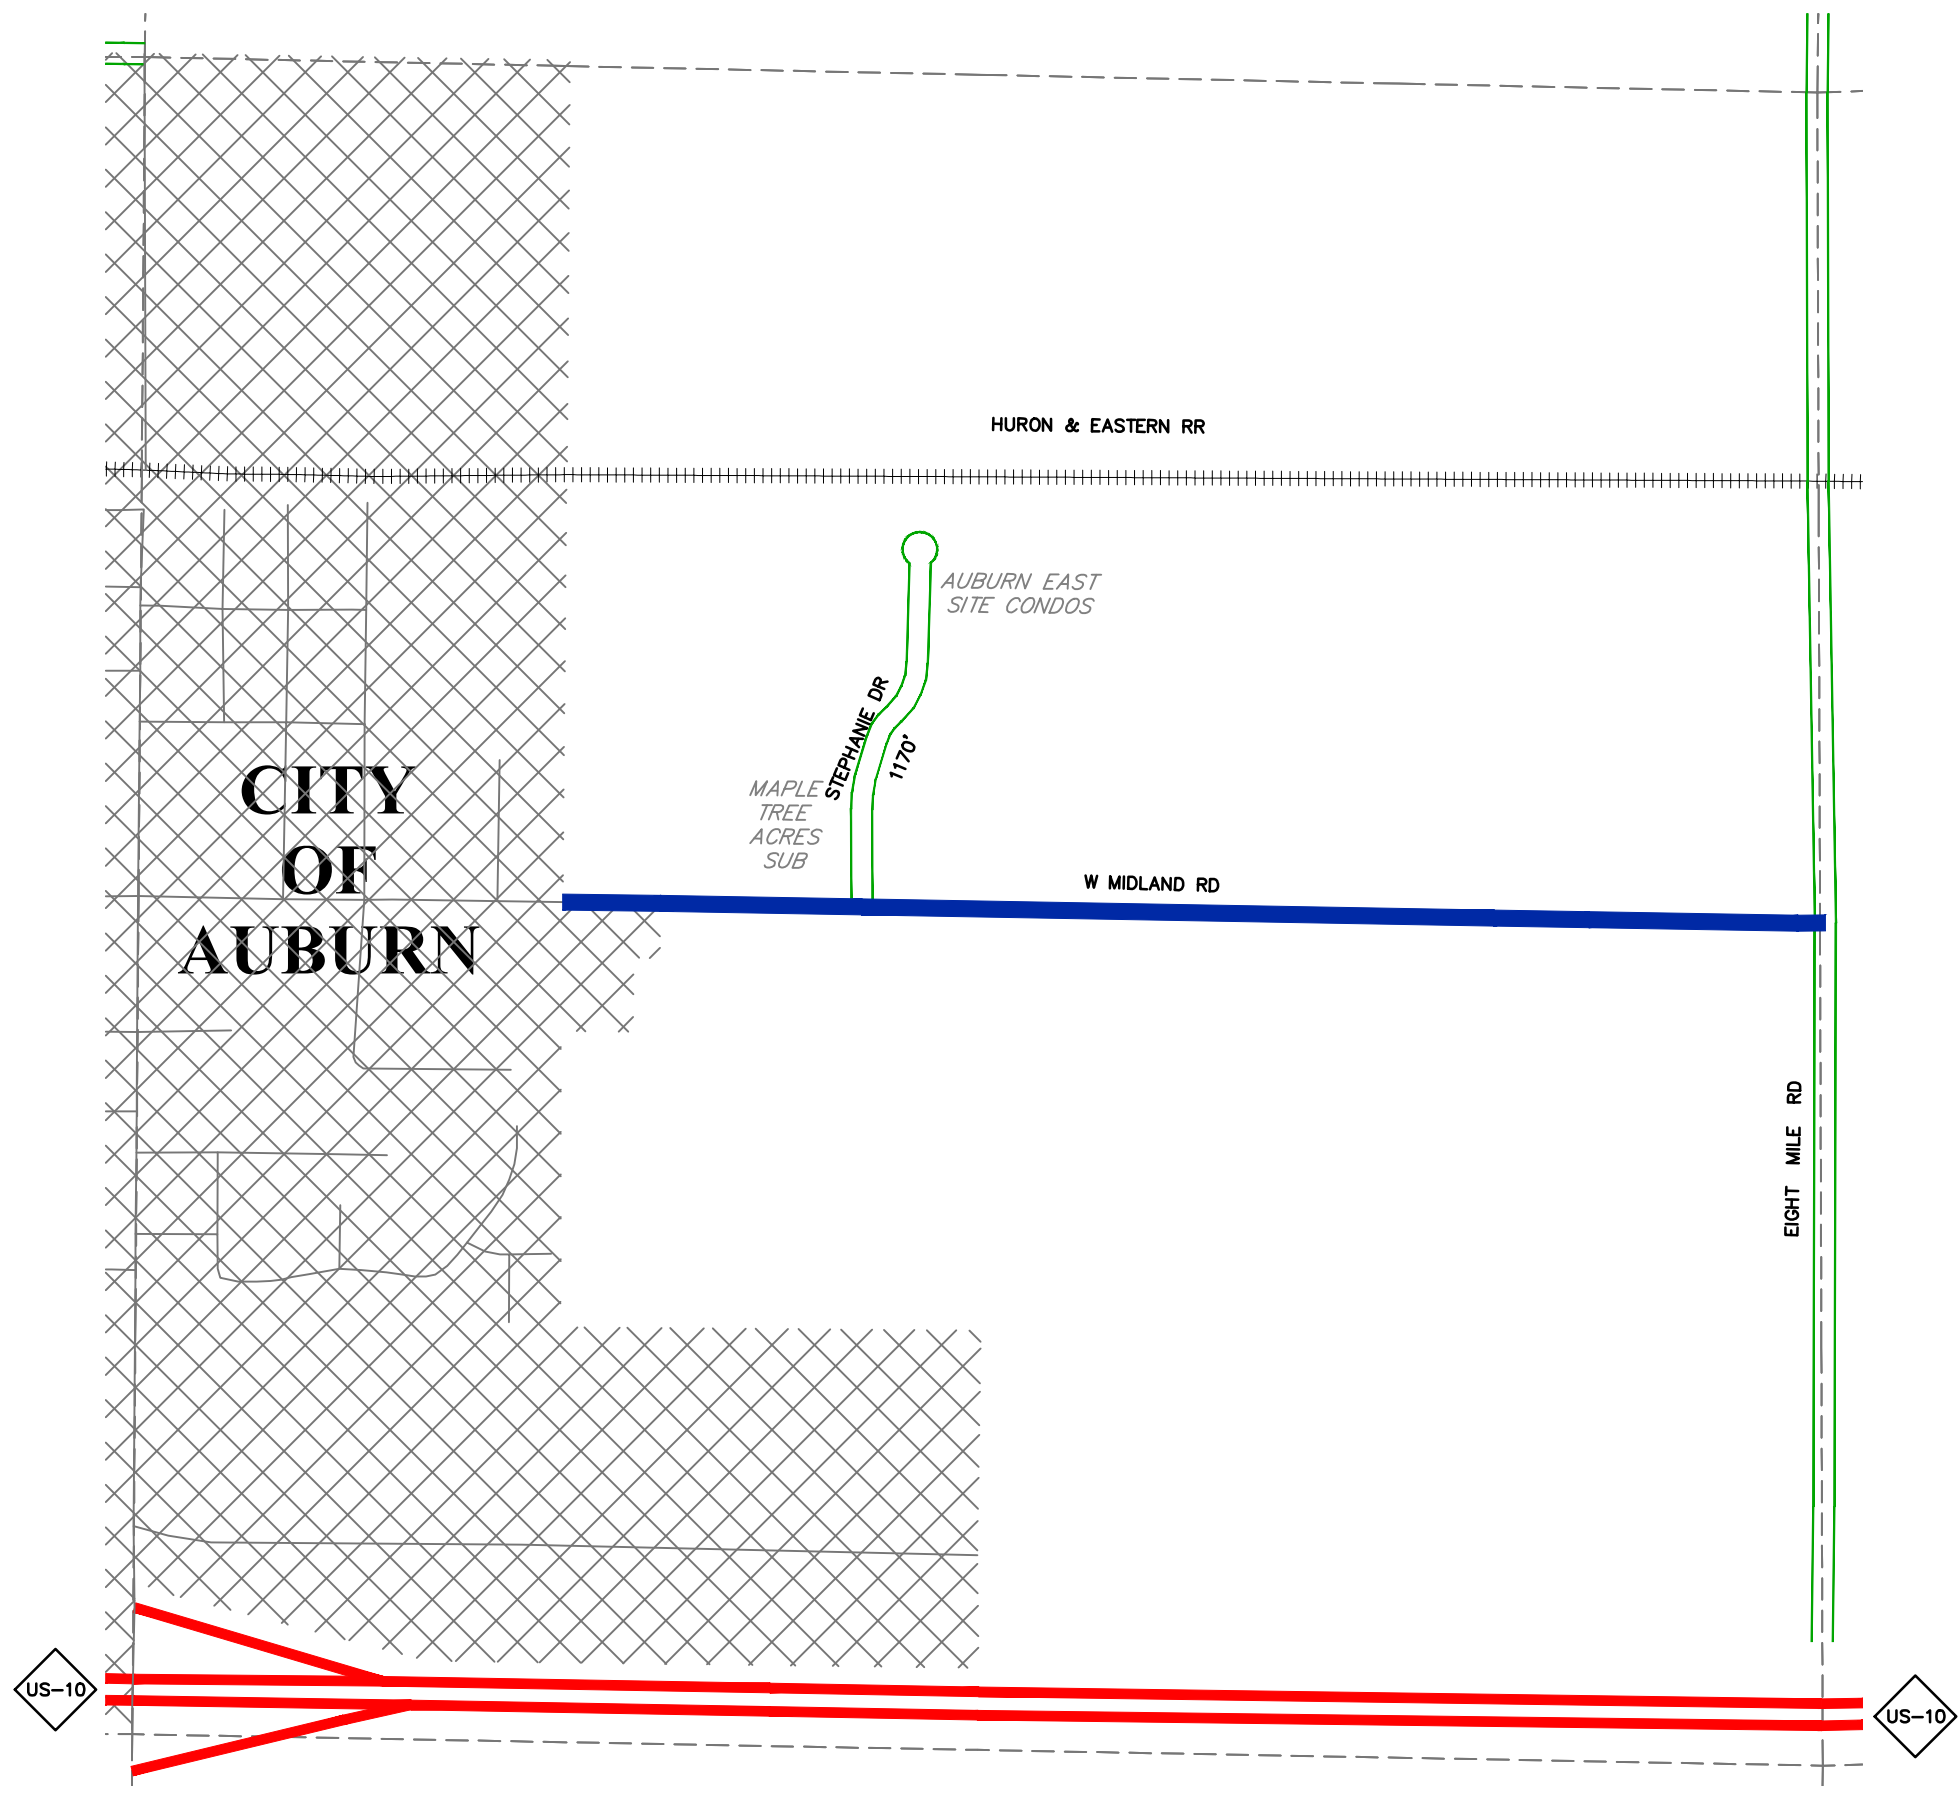 HURON & EASTERN RR
AUBURN EAST
SITE CONDOS
STEPHANIE DR
1170'
MAPLE
TREE
ACRES
SUB
CITY
OF
AUBURN
W MIDLAND RD
EIGHT MILE RD
US-10
US-10